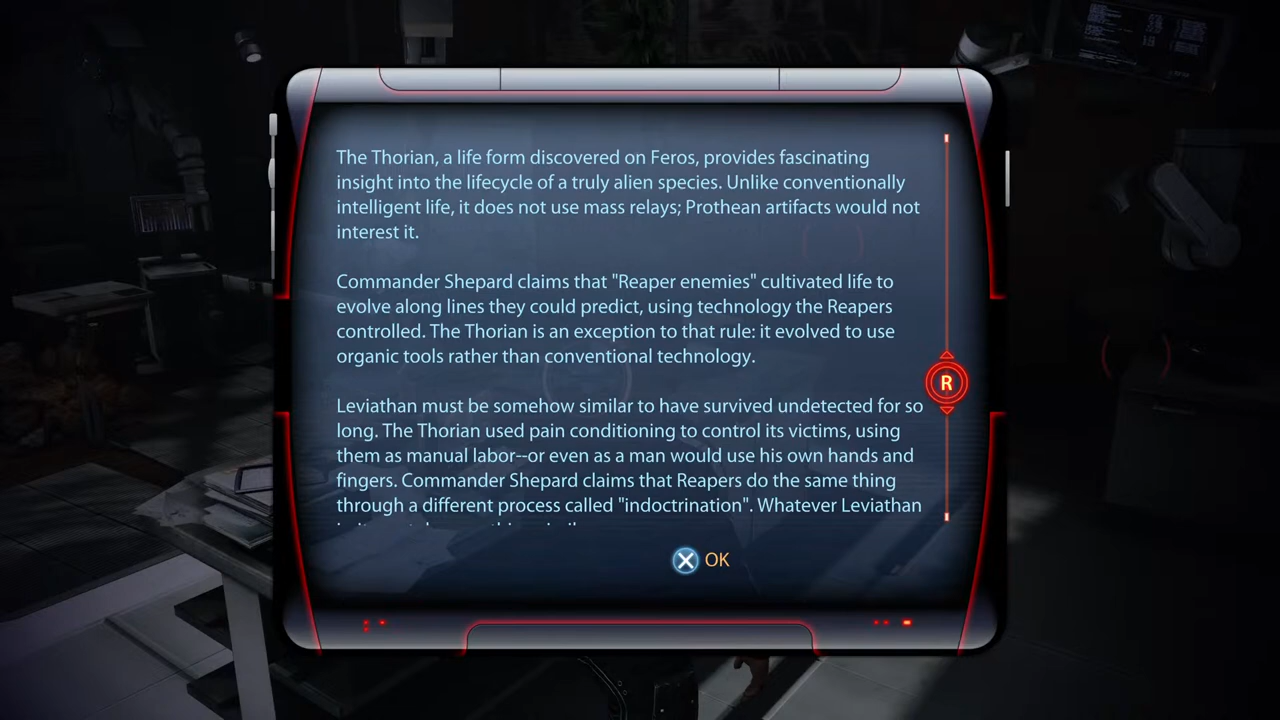 The Thorian, a life form discovered on Feros, provides fascinating
insight into the lifecycle of a truly alien species. Unlike conventionally
intelligent life, it does not use mass relays; Prothean artifacts would not
interest it.
Commander Shepard claims that "Reaper enemies" cultivated life to
evolve along lines they could predict, using technology the Reapers
controlled. The Thorian is an exception to that rule: it evolved to use
organic tools rather than conventional technology.
Leviathan must be somehow similar to have survived undetected for so
long. The Thorian used pain conditioning to control its victims, using
them as manual labor--or even as a man would use his own hands and
fingers. Commander Shepard claims that Reapers do the same thing
through a different process called "indoctrination". Whatever Leviathan
R
OK